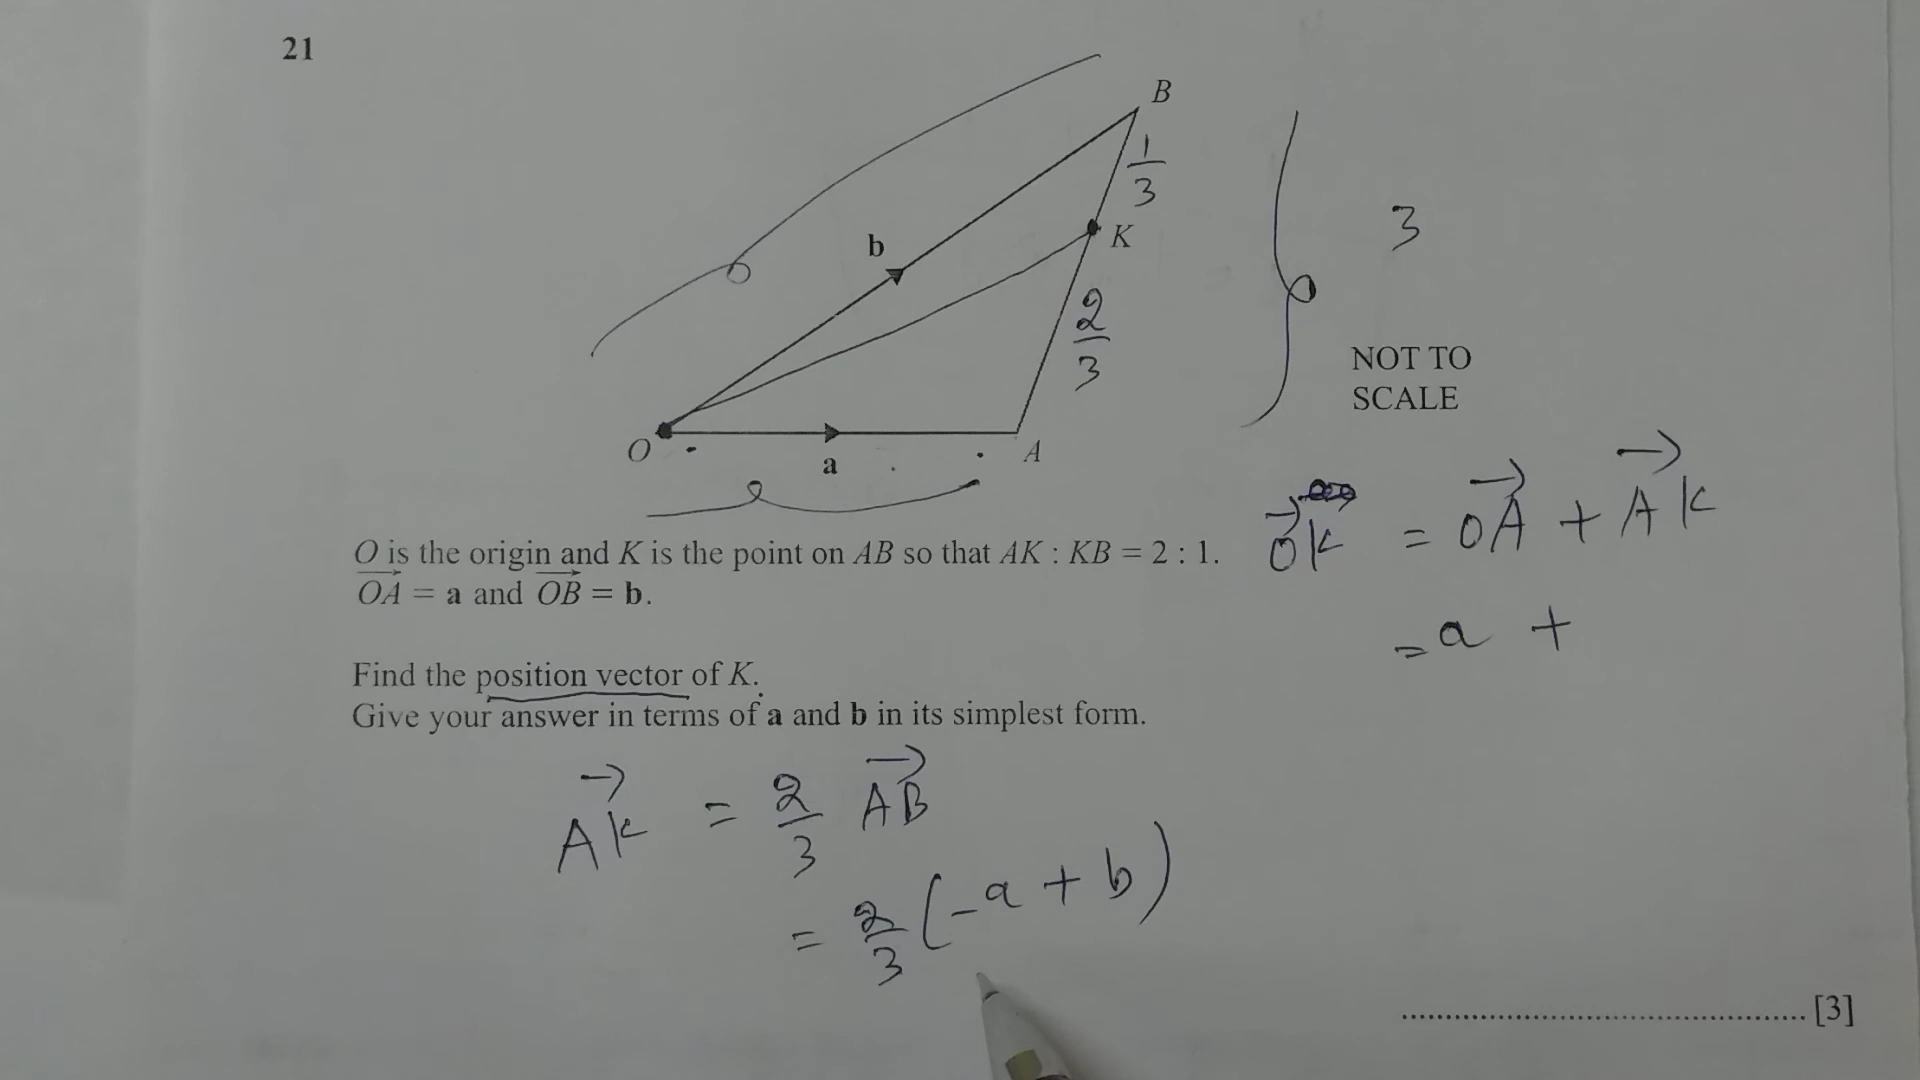 21
B
1/3
b
K
3
2/3
NOT TO
SCALE
O
a
A
O is the origin and K is the point on AB so that AK : KB = 2 : 1.
OA = a and OB = b.
OK = OA + AK
= a +
Find the position vector of K.
Give your answer in terms of a and b in its simplest form.
AK = 2/3 AB
= 2/3 (-a + b)
[3]